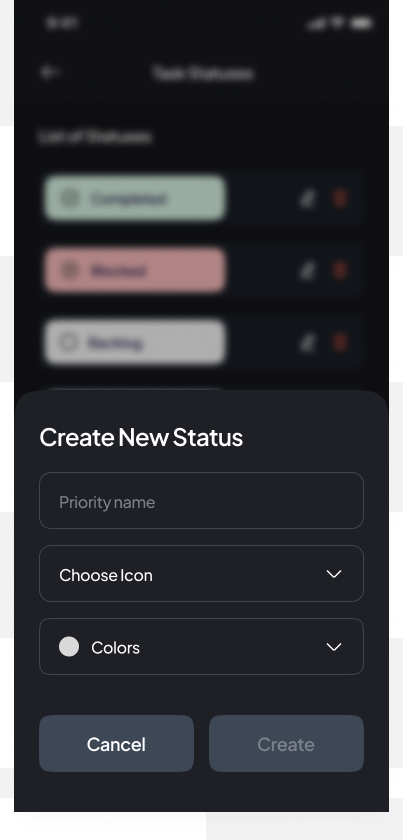 9:41
Task Statuses
List of Statuses
Completed
Blocked
Backlog
Create New Status
Priority name
Choose Icon
Colors
Cancel
Create